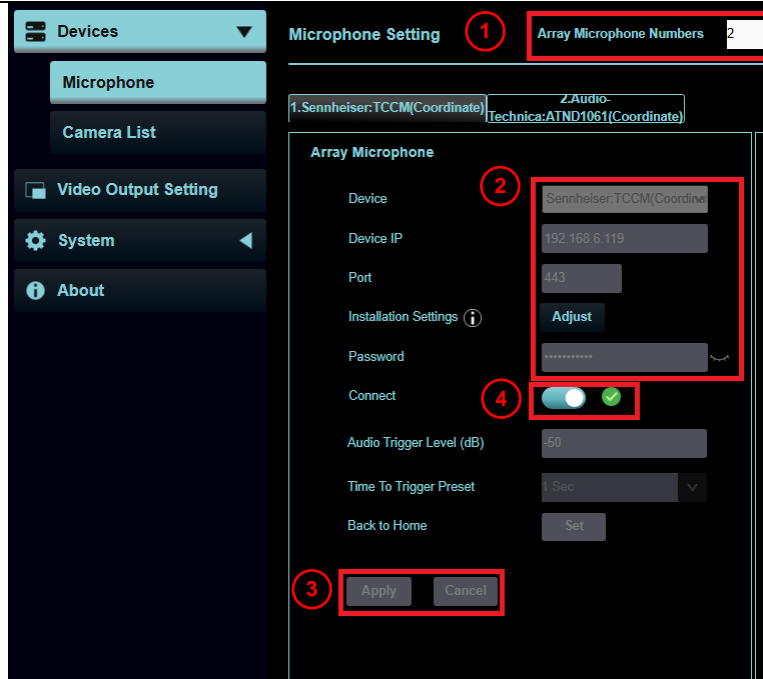 Devices
Microphone
Camera List
Video Output Setting
System
About
Microphone Setting
1
Array Microphone Numbers
2
1.Sennheiser:TCCM(Coordinate)
2.Audio-
Technica:ATND1061(Coordinate)
Array Microphone
2
Device
Sennheiser:TCCM(Coordinat
Device IP
192.168.6.119
Port
443
Installation Settings
Adjust
Password
Connect
4
Audio Trigger Level (dB)
-50
Time To Trigger Preset
1 Sec
Back to Home
Set
3
Apply
Cancel